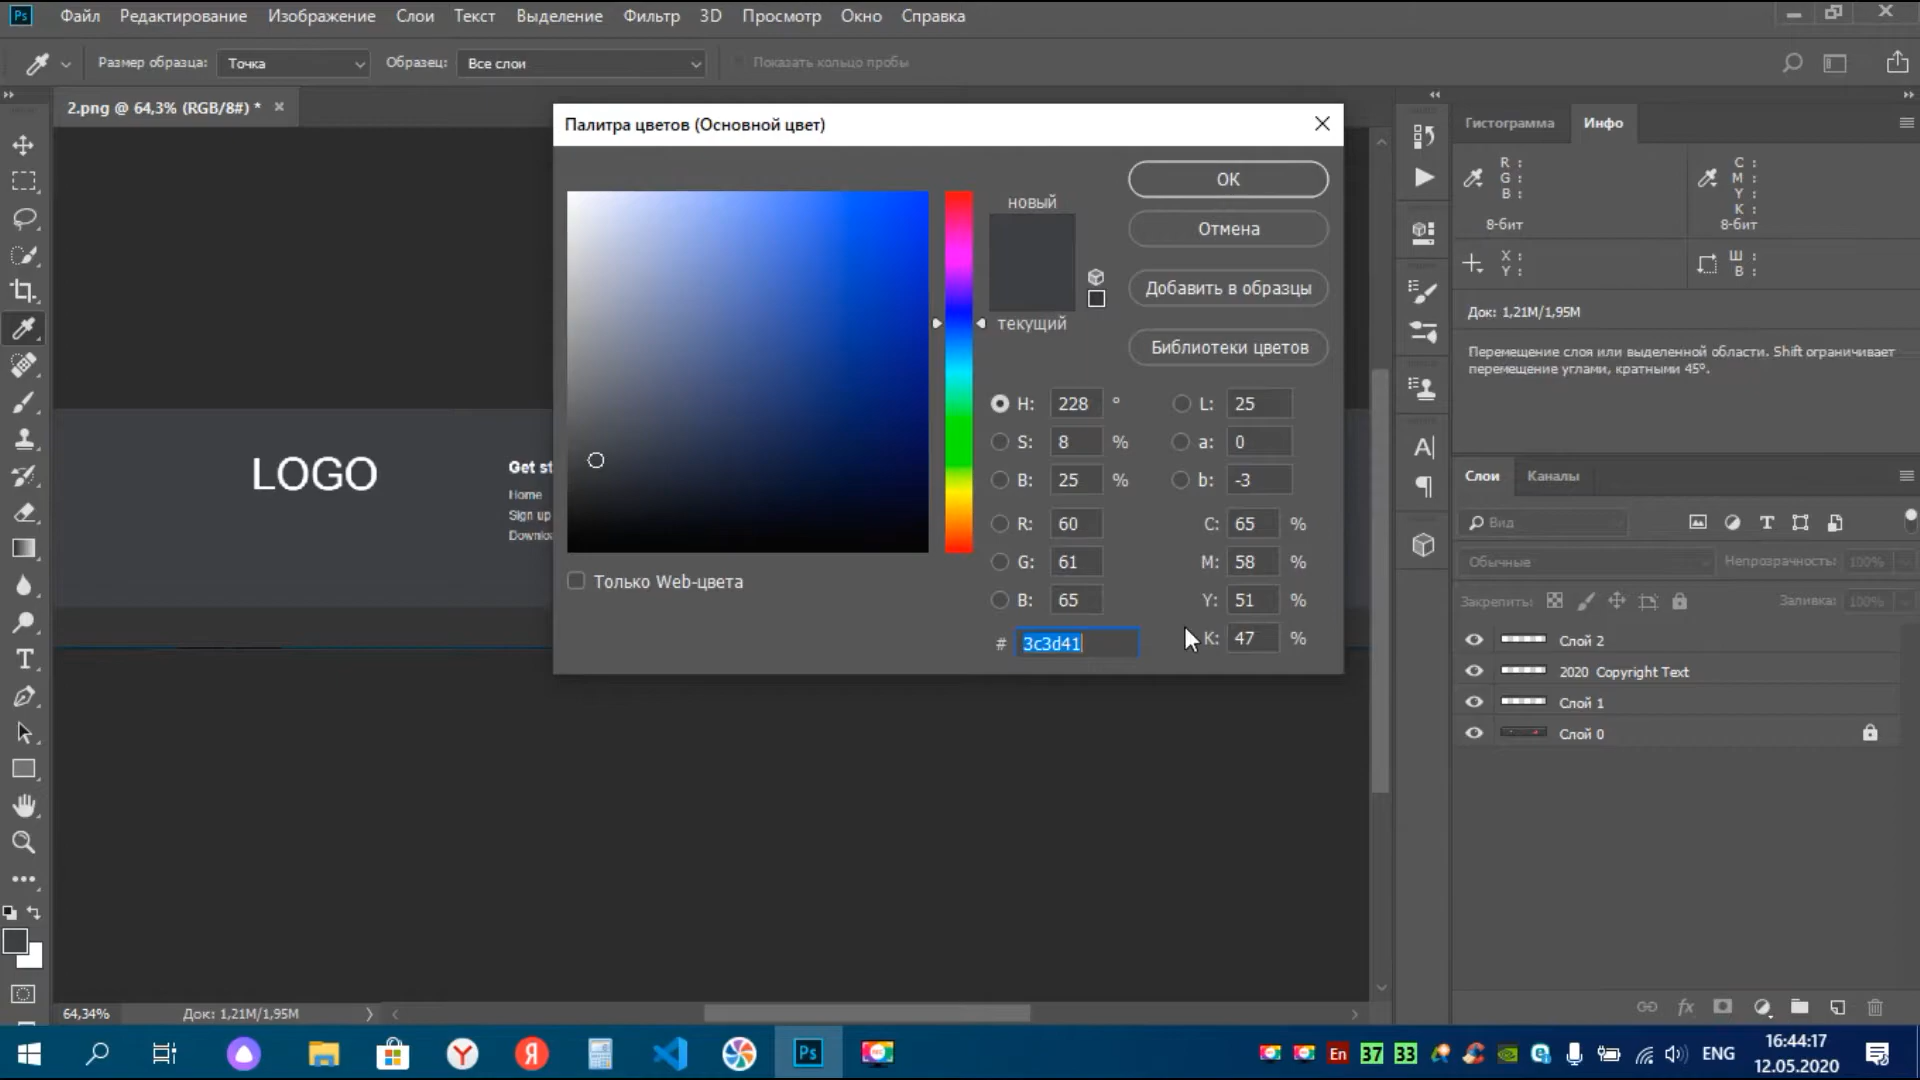 Ps Файл Редактирование Изображение Слои Текст Выделение Фильтр 3D Просмотр Окно Справка
Размер образца: Точка Образец: Все слои Показать кольцо пробы
2.png @ 64,3% (RGB/8#) *
Палитра цветов (Основной цвет)
новый
текущий
ОК
Отмена
Добавить в образцы
Библиотеки цветов
H: 228 ° L: 25
S: 8 % a: 0
B: 25 % b: -3
R: 60 C: 65 %
G: 61 M: 58 %
B: 65 Y: 51 %
# 3c3d41 K: 47 %
Только Web-цвета
LOGO
Get st
Home
Sign up
Downlo
Гистограмма Инфо
R : C :
G : M :
B : Y :
K :
8-бит 8-бит
X : Ш :
Y : В :
Док: 1,21M/1,95M
Перемещение слоя или выделенной области. Shift ограничивает
перемещение углами, кратными 45°.
Слои Каналы
Вид
Обычные Непрозрачность: 100%
Закрепить: Заливка: 100%
Слой 2
2020 Copyright Text
Слой 1
Слой 0
fx
64,34% Док: 1,21M/1,95M
Ps REC En 37 33 ENG 16:44:17
12.05.2020